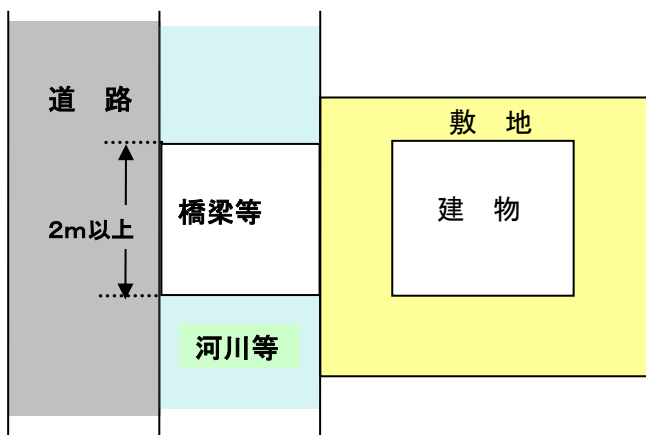 道 路
敷 地
橋梁等
建 物
2m以上
河川等